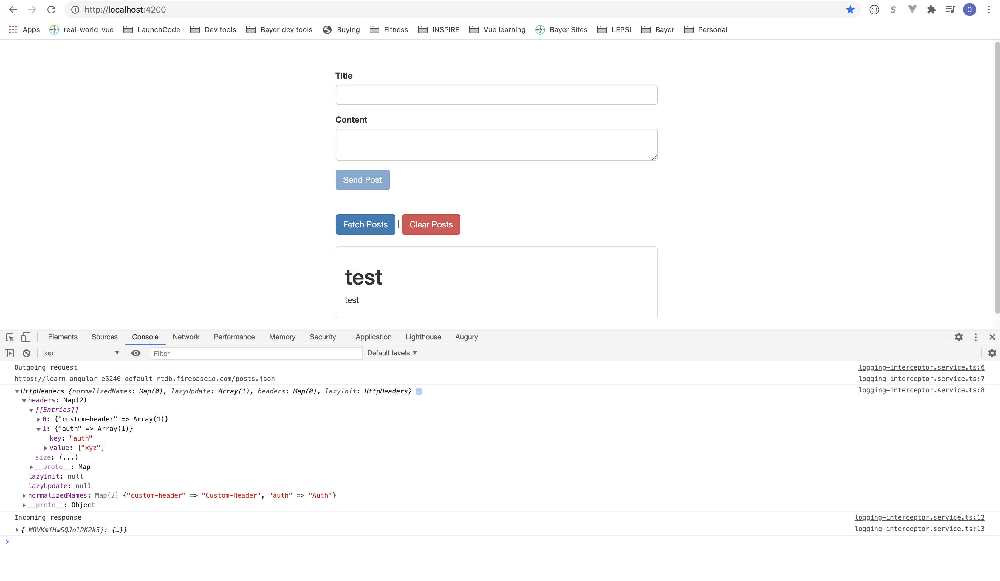 http://localhost:4200
C
Apps real-world-vue LaunchCode Dev tools Bayer dev tools Buying Fitness INSPIRE Vue learning Bayer Sites LEPSI Bayer Personal
Title
Content
Send Post
Fetch Posts | Clear Posts
test
test
Elements Sources Console Network Performance Memory Security Application Lighthouse Augury
top Filter Default levels
Outgoing request logging-interceptor.service.ts:6
https://learn-angular-e5246-default-rtdb.firebaseio.com/posts.json logging-interceptor.service.ts:7
HttpHeaders {normalizedNames: Map(0), lazyUpdate: Array(1), headers: Map(0), lazyInit: HttpHeaders} i logging-interceptor.service.ts:8
headers: Map(2)
[[Entries]]
0: {"custom-header" => Array(1)}
1: {"auth" => Array(1)}
key: "auth"
value: ["xyz"]
size: (...)
__proto__: Map
lazyInit: null
lazyUpdate: null
normalizedNames: Map(2) {"custom-header" => "Custom-Header", "auth" => "Auth"}
__proto__: Object
Incoming response logging-interceptor.service.ts:12
{-MRVKmfHwSQJolRK2k5j: {…}} logging-interceptor.service.ts:13